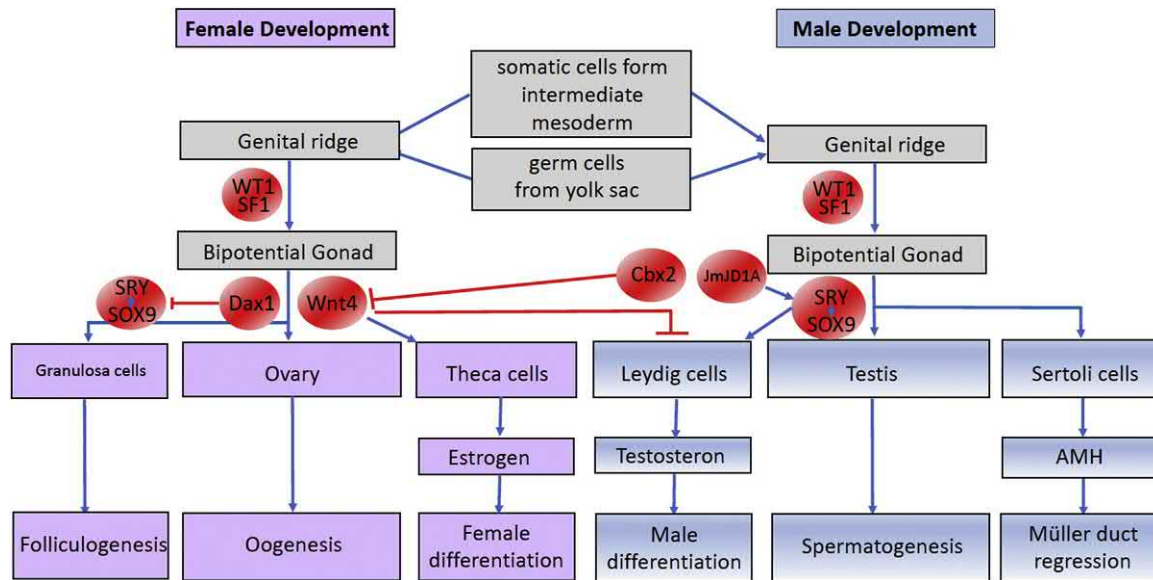 Female Development
Male Development
somatic cells form
intermediate
mesoderm
Genital ridge
Genital ridge
germ cells
from yolk sac
WT1
SF1
WT1
SF1
Bipotential Gonad
Bipotential Gonad
SRY
SOX9
Dax1
Wnt4
Cbx2
JmJD1A
SRY
SOX9
Granulosa cells
Ovary
Theca cells
Leydig cells
Testis
Sertoli cells
Estrogen
Testosteron
AMH
Folliculogenesis
Oogenesis
Female
differentiation
Male
differentiation
Spermatogenesis
Müller duct
regression